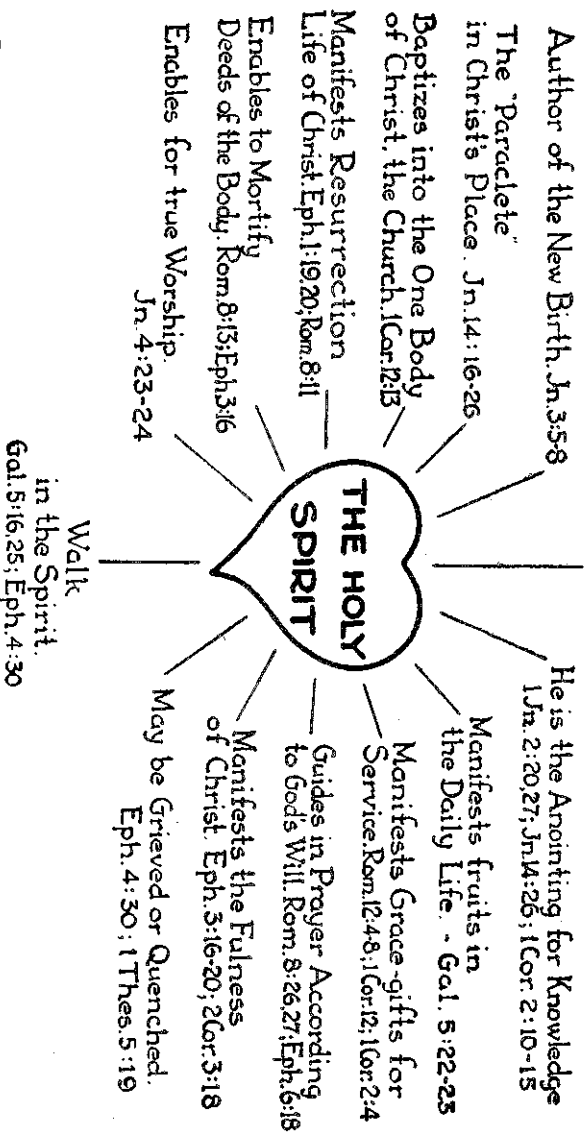 Author of the New Birth. Jn.3:5-8
The "Paraclete"
in Christ's Place. Jn.14:16-26
Baptizes into the One Body
of Christ, the Church. 1Cor.12:13
Manifests Resurrection
Life of Christ. Eph.1:19,20; Rom.8:11
Enables to Mortify
Deeds of the Body. Rom.8:13; Eph.3:16
Enables for true Worship.
Jn. 4:23-24
THE HOLY
SPIRIT
He is the Anointing for Knowledge
1Jn. 2:20,27; Jn.14:26; 1Cor. 2:10-15
Manifests fruits in
the Daily Life. - Gal. 5:22-23
Manifests Grace-gifts for
Service. Rom.12:4-8; 1Cor.12; 1Cor. 2:4
Guides in Prayer According
to God's Will. Rom. 8:26,27; Eph.6:18
Manifests the Fulness
of Christ. Eph. 3:16-20; 2Cor. 3:18
May be Grieved or Quenched.
Eph. 4:30; 1Thes. 5:19
Walk
in the Spirit.
Gal. 5:16,25; Eph. 4:30